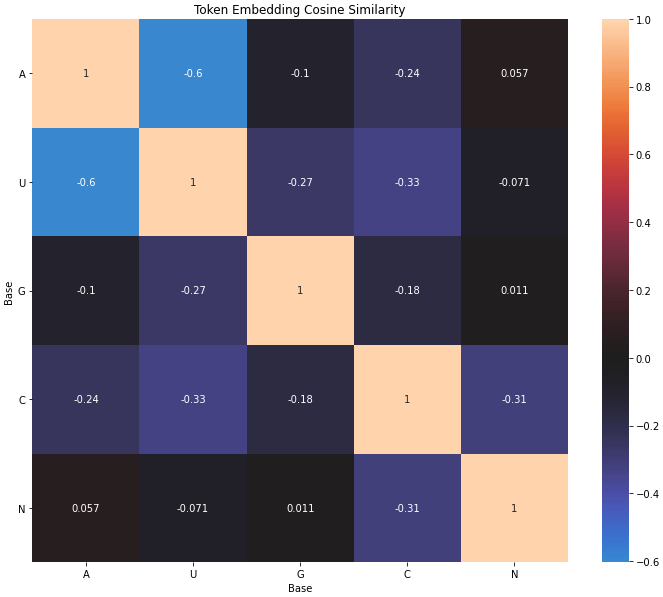 Token Embedding Cosine Similarity
A 1 -0.6 -0.1 -0.24 0.057
U -0.6 1 -0.27 -0.33 -0.071
G -0.1 -0.27 1 -0.18 0.011
C -0.24 -0.33 -0.18 1 -0.31
N 0.057 -0.071 0.011 -0.31 1
A U G C N
Base
Base
1.0
0.8
0.6
0.4
0.2
0.0
−0.2
−0.4
−0.6